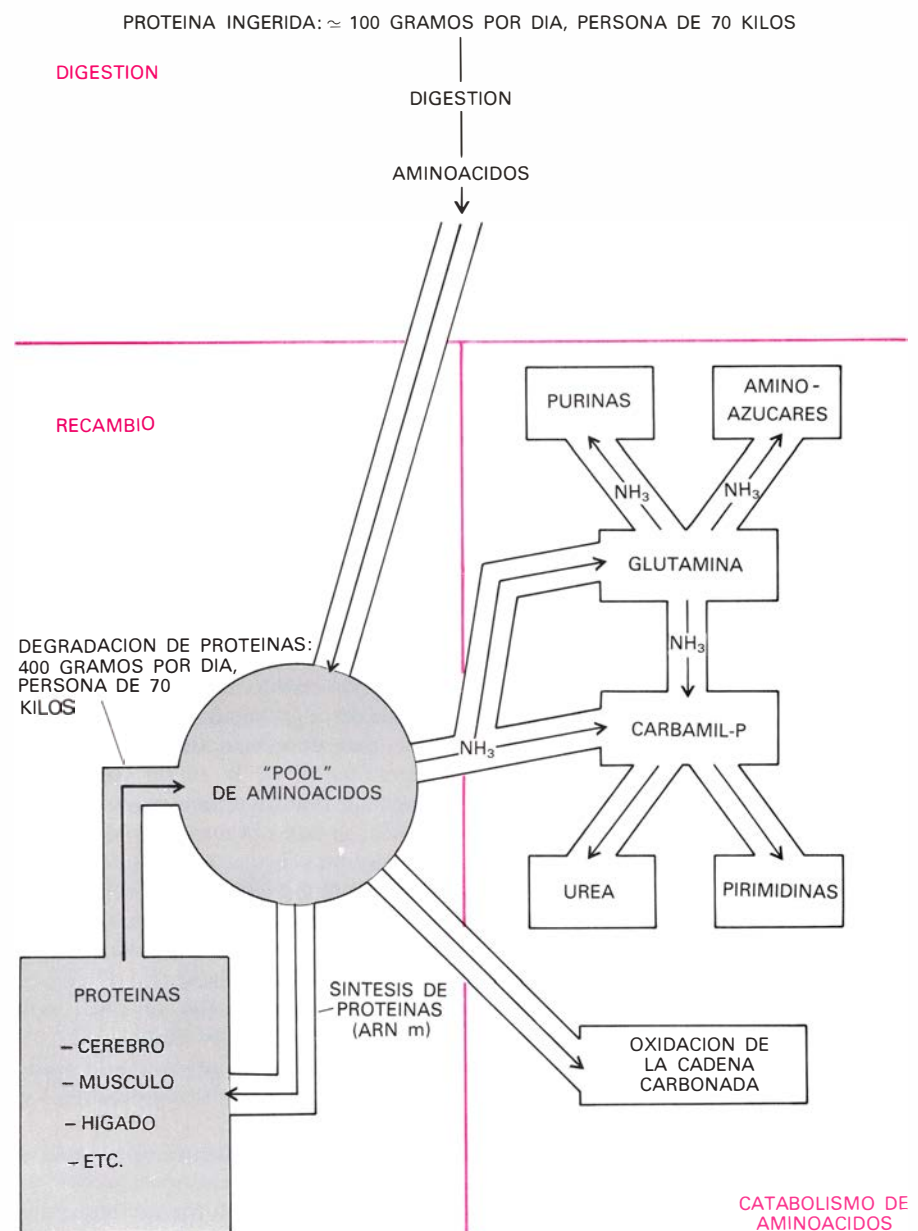 PROTEINA INGERIDA: ≃ 100 GRAMOS POR DIA, PERSONA DE 70 KILOS
DIGESTION
DIGESTION
AMINOACIDOS
RECAMBIO
PURINAS
AMINO-
AZUCARES
NH₃
NH₃
GLUTAMINA
NH₃
DEGRADACION DE PROTEINAS:
400 GRAMOS POR DIA,
PERSONA DE 70
KILOS
NH₃
CARBAMIL-P
"POOL"
DE AMINOACIDOS
UREA
PIRIMIDINAS
PROTEINAS
– CEREBRO
– MUSCULO
– HIGADO
– ETC.
SINTESIS DE
PROTEINAS
(ARN m)
OXIDACION DE
LA CADENA
CARBONADA
CATABOLISMO DE
AMINOACIDOS